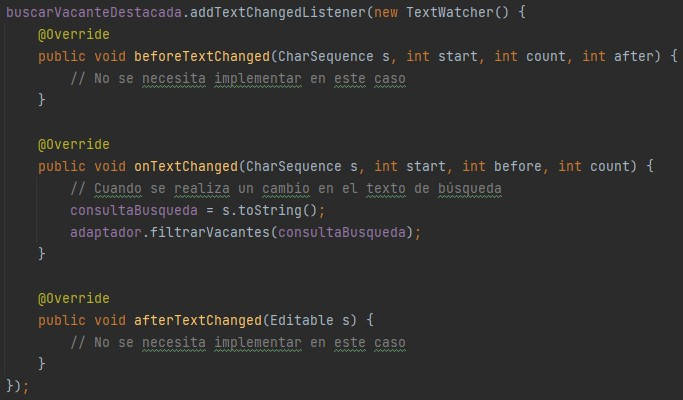 buscarVacanteDestacada.addTextChangedListener(new TextWatcher() {
@Override
public void beforeTextChanged(CharSequence s, int start, int count, int after) {
// No se necesita implementar en este caso
}
@Override
public void onTextChanged(CharSequence s, int start, int before, int count) {
// Cuando se realiza un cambio en el texto de búsqueda
consultaBusqueda = s.toString();
adaptador.filtrarVacantes(consultaBusqueda);
}
@Override
public void afterTextChanged(Editable s) {
// No se necesita implementar en este caso
}
});